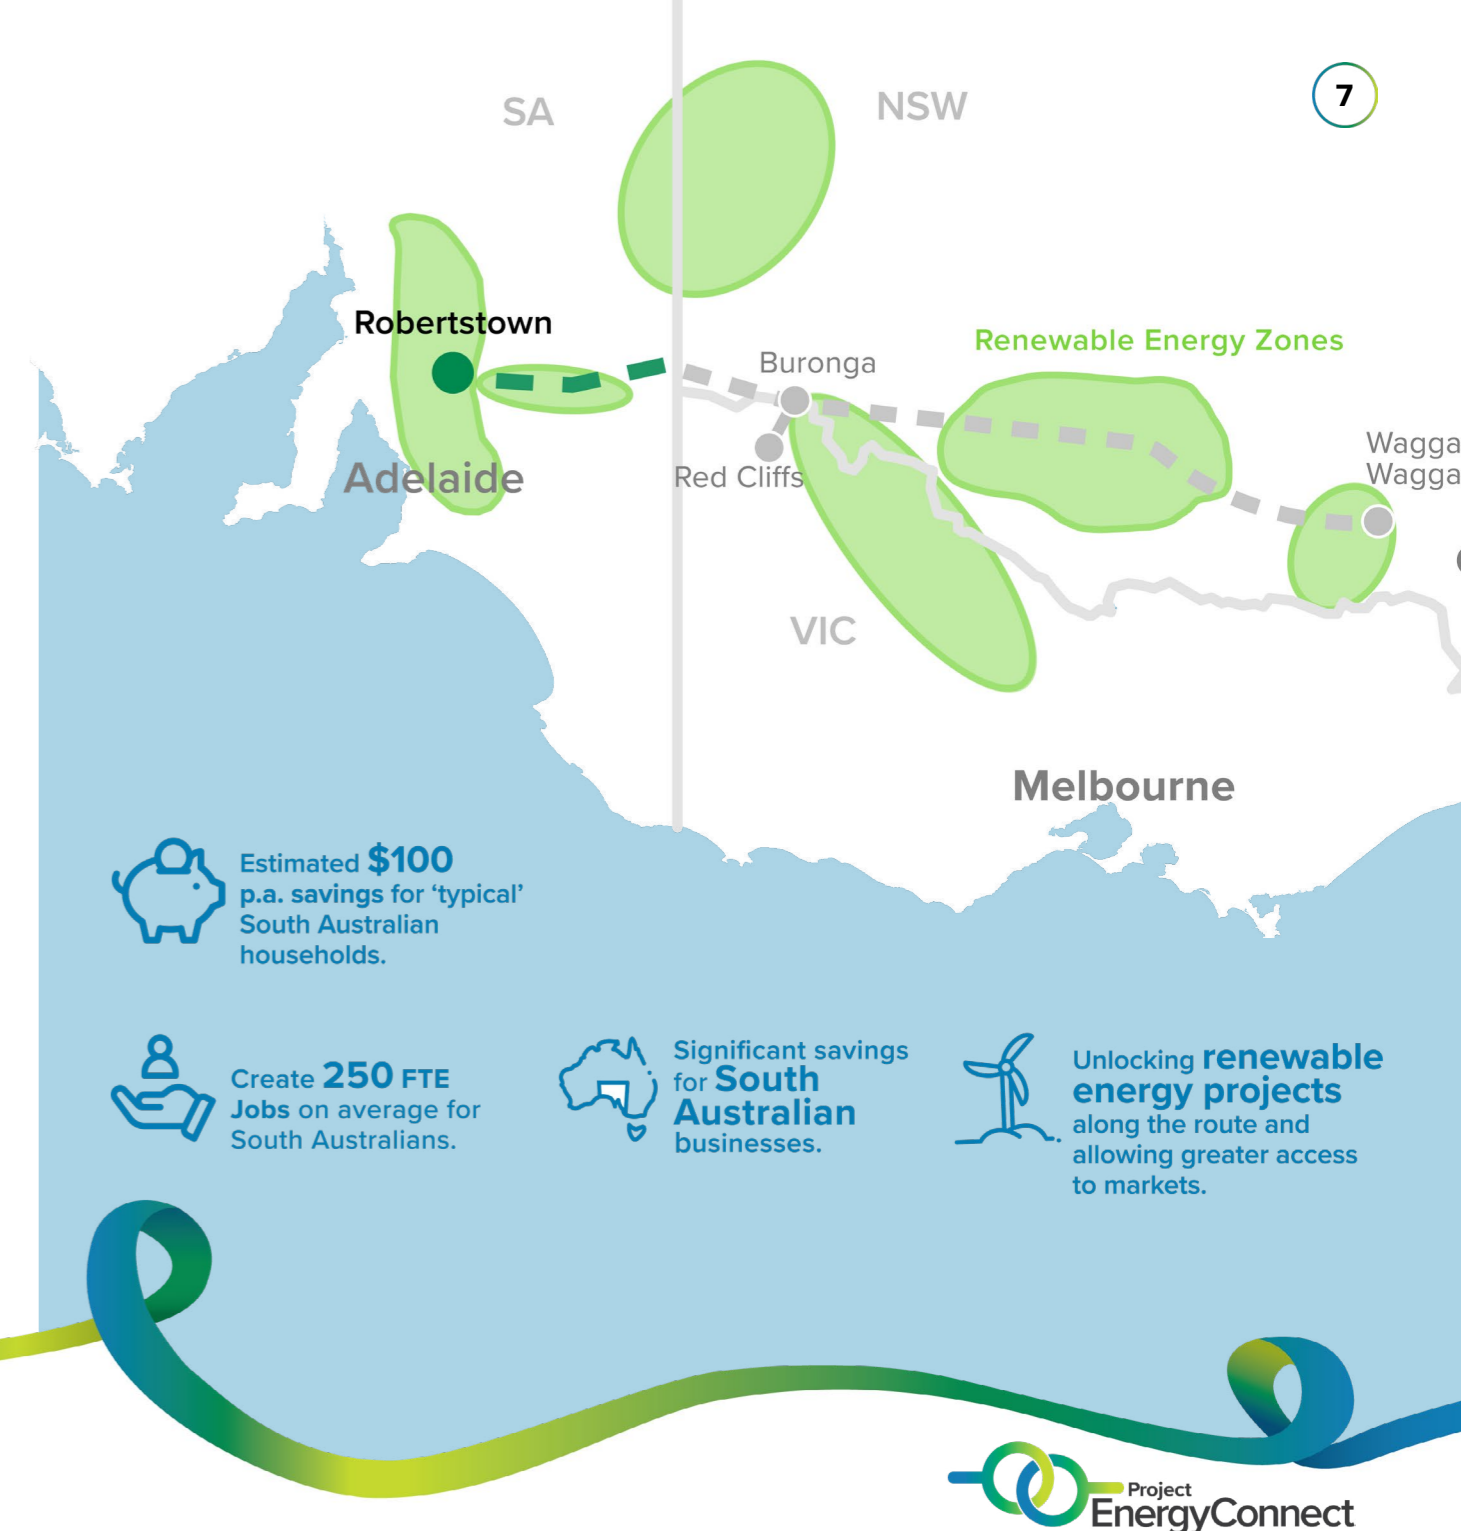 7
SA
NSW
Robertstown
Renewable Energy Zones
Buronga
Wagga
Wagga
Adelaide
Red Cliffs
VIC
Melbourne
Estimated $100
p.a. savings for ‘typical’
South Australian
households.
Create 250 FTE
Jobs on average for
South Australians.
Significant savings
for South
Australian
businesses.
Unlocking renewable
energy projects
along the route and
allowing greater access
to markets.
Project
EnergyConnect